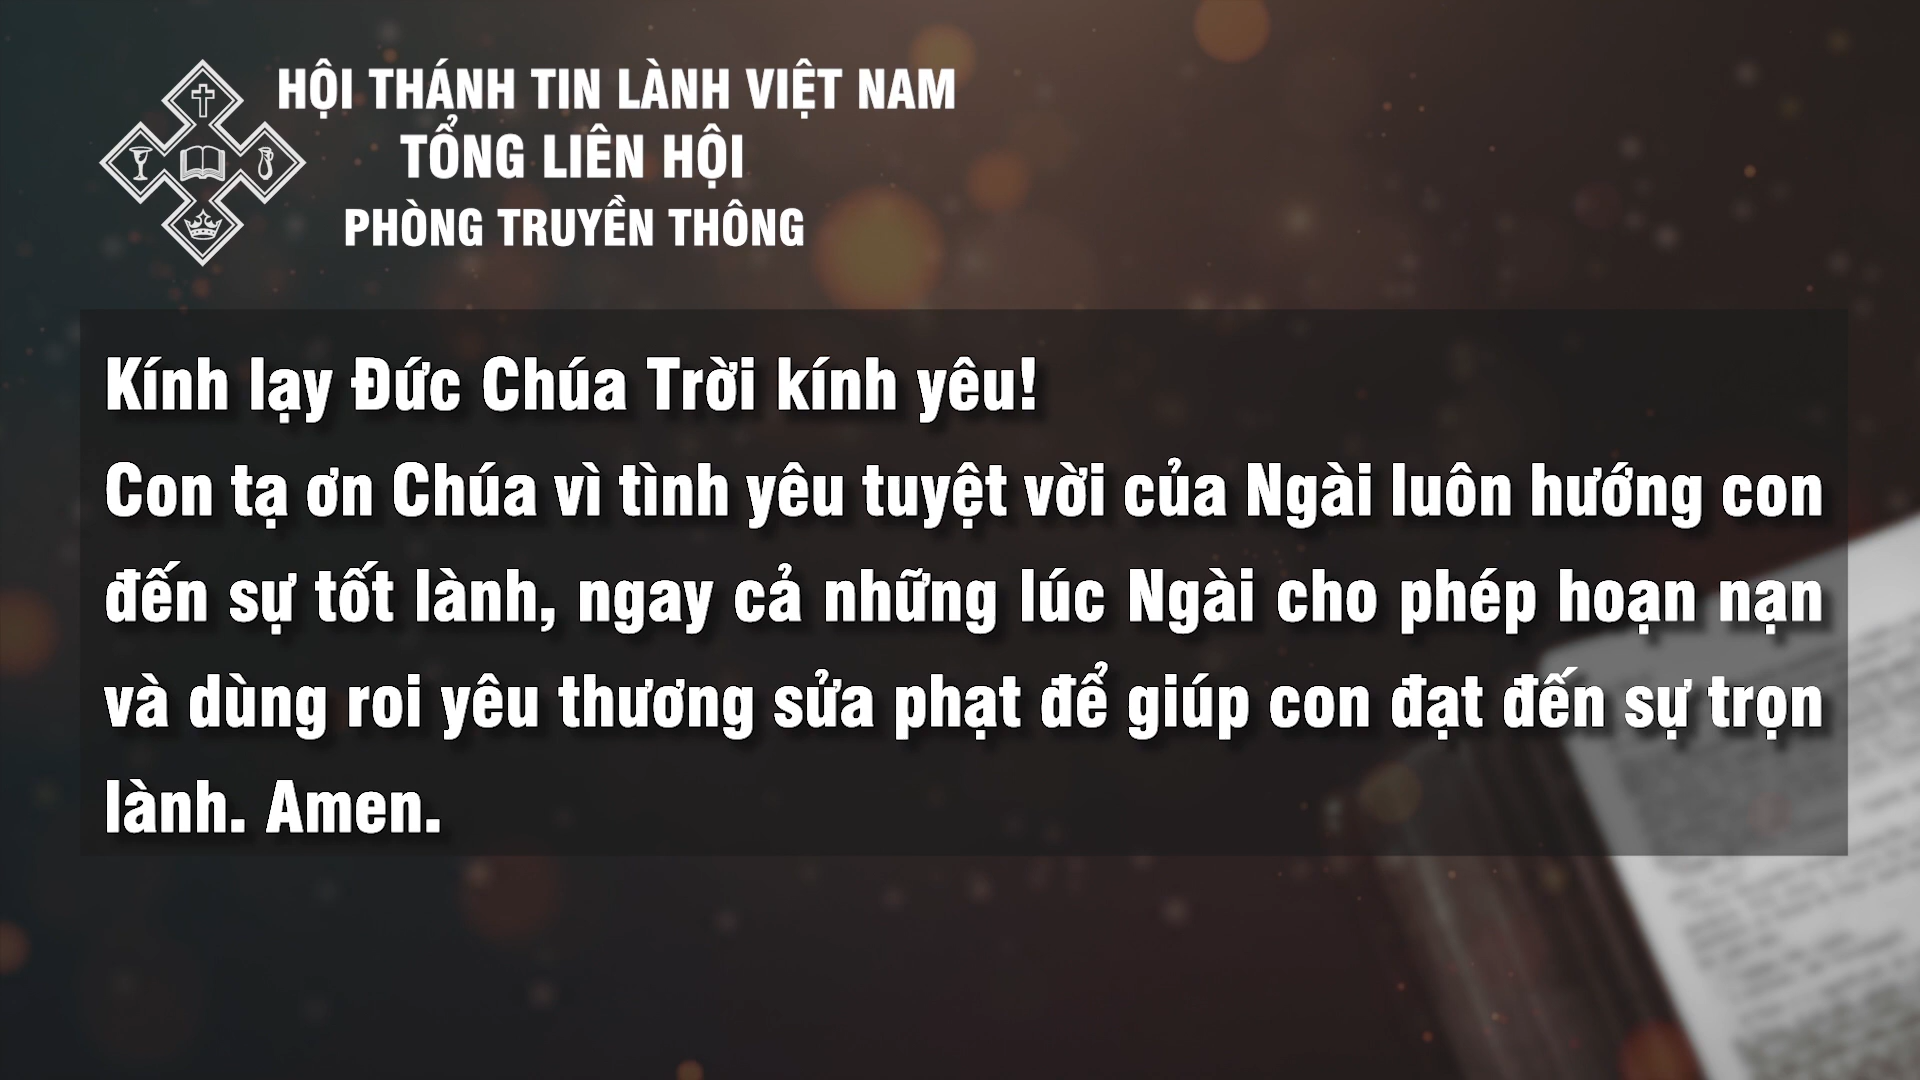 HỘI THÁNH TIN LÀNH VIỆT NAM
TỔNG LIÊN HỘI
PHÒNG TRUYỀN THÔNG
Kính lạy Đức Chúa Trời kính yêu!
Con tạ ơn Chúa vì tình yêu tuyệt vời của Ngài luôn hướng con
đến sự tốt lành, ngay cả những lúc Ngài cho phép hoạn nạn
và dùng roi yêu thương sửa phạt để giúp con đạt đến sự trọn
lành. Amen.